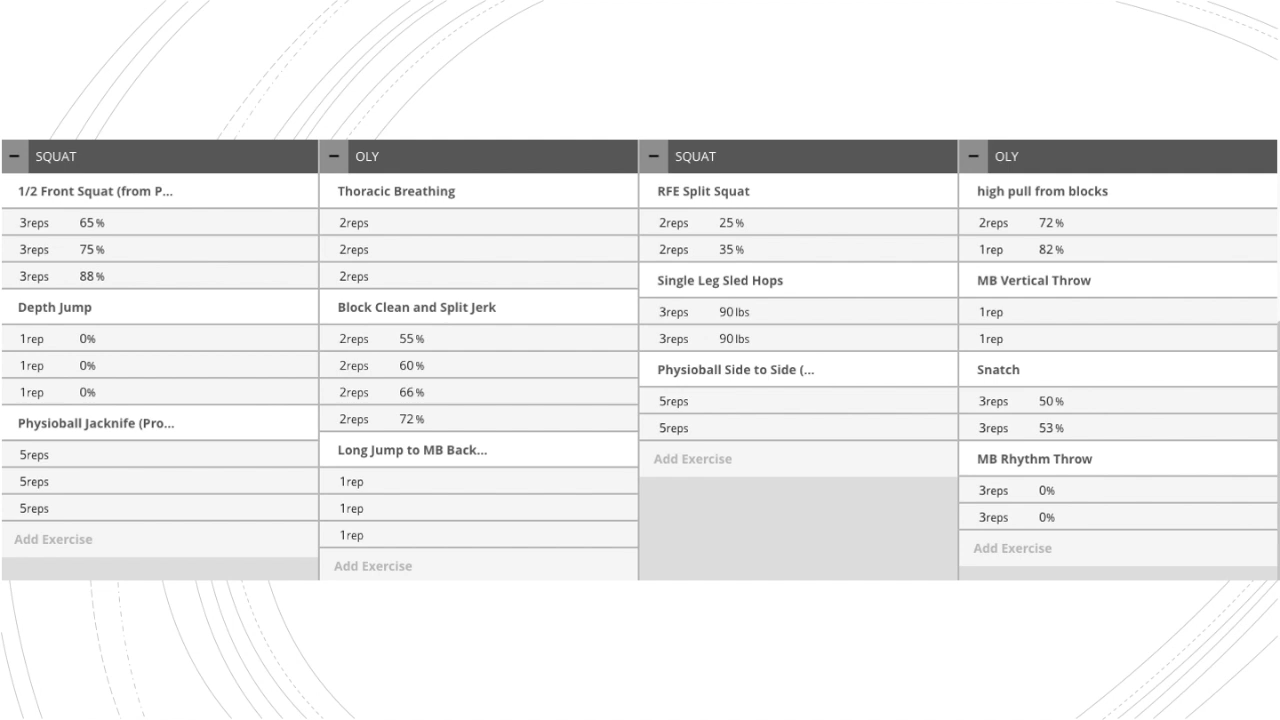 − SQUAT
1/2 Front Squat (from P...
3reps 65 %
3reps 75 %
3reps 88 %
Depth Jump
1rep 0%
1rep 0%
1rep 0%
Physioball Jacknife (Pro...
5reps
5reps
5reps
Add Exercise
− OLY
Thoracic Breathing
2reps
2reps
2reps
Block Clean and Split Jerk
2reps 55 %
2reps 60 %
2reps 66 %
2reps 72 %
Long Jump to MB Back...
1rep
1rep
1rep
Add Exercise
− SQUAT
RFE Split Squat
2reps 25 %
2reps 35 %
Single Leg Sled Hops
3reps 90 lbs
3reps 90 lbs
Physioball Side to Side (...
5reps
5reps
Add Exercise
− OLY
high pull from blocks
2reps 72 %
1rep 82 %
MB Vertical Throw
1rep
1rep
Snatch
3reps 50 %
3reps 53 %
MB Rhythm Throw
3reps 0%
3reps 0%
Add Exercise